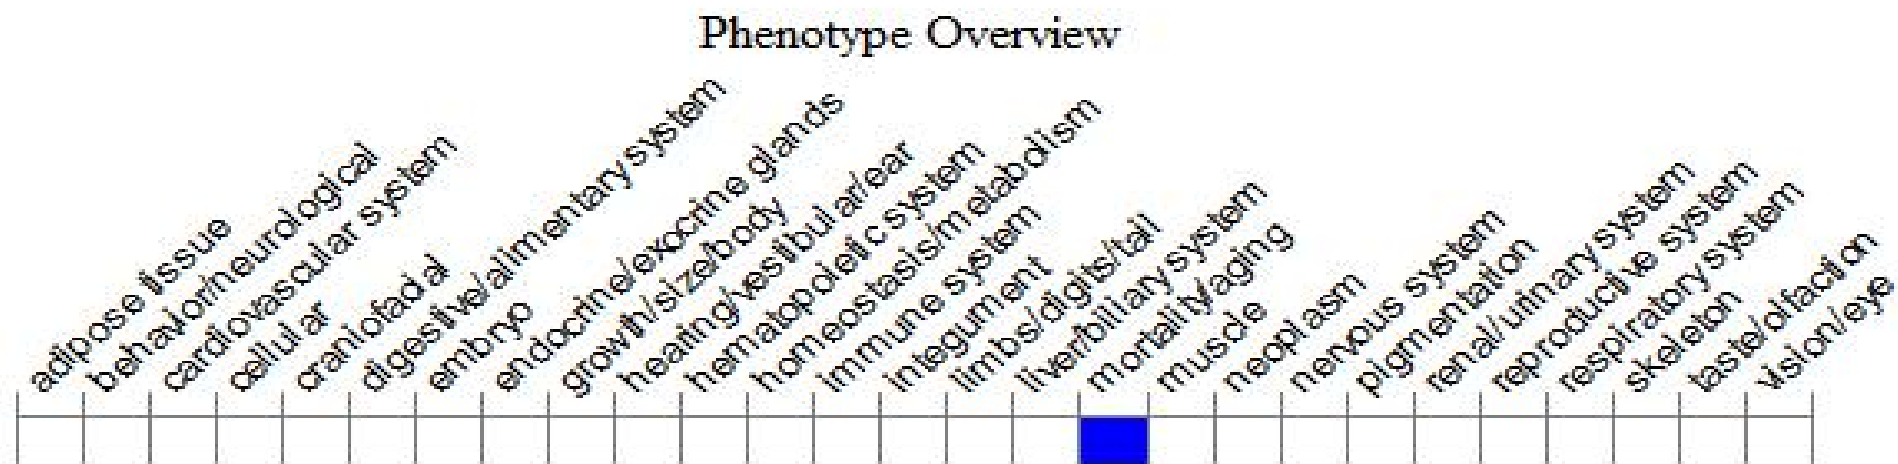 Phenotype Overview
adipose tissue
behavior/neurological
cardiovascular system
cellular
craniofacial
digestive/alimentary system
embryo
endocrine/exocrine glands
growth/size/body
hearing/vestibular/ear
hematopoietic system
homeostasis/metabolism
immune system
integument
limbs/digits/tail
liver/biliary system
mortality/aging
muscle
neoplasm
nervous system
pigmentation
renal/urinary system
reproductive system
respiratory system
skeleton
taste/olfaction
vision/eye